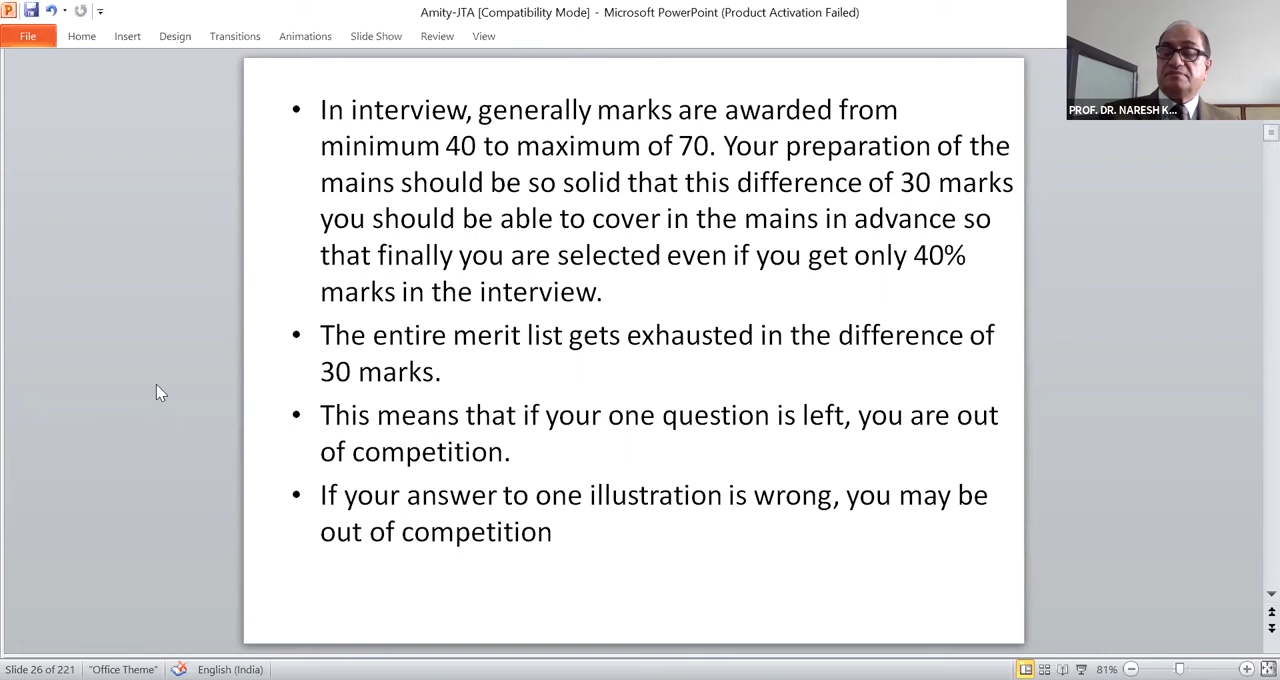 Amity-JTA [Compatibility Mode] - Microsoft PowerPoint (Product Activation Failed)
File Home Insert Design Transitions Animations Slide Show Review View
PROF. DR. NARESH K...
• In interview, generally marks are awarded from
minimum 40 to maximum of 70. Your preparation of the
mains should be so solid that this difference of 30 marks
you should be able to cover in the mains in advance so
that finally you are selected even if you get only 40%
marks in the interview.
• The entire merit list gets exhausted in the difference of
30 marks.
• This means that if your one question is left, you are out
of competition.
• If your answer to one illustration is wrong, you may be
out of competition
Slide 26 of 221 "Office Theme" English (India) 81%